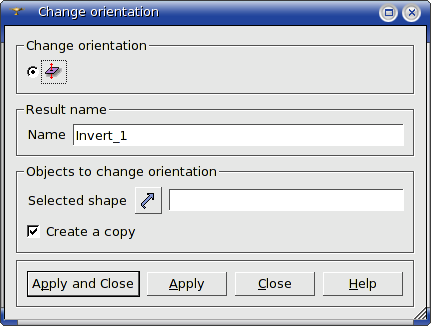 Change orientation
Change orientation
Result name
Name Invert_1
Objects to change orientation
Selected shape
Create a copy
Apply and Close Apply Close Help